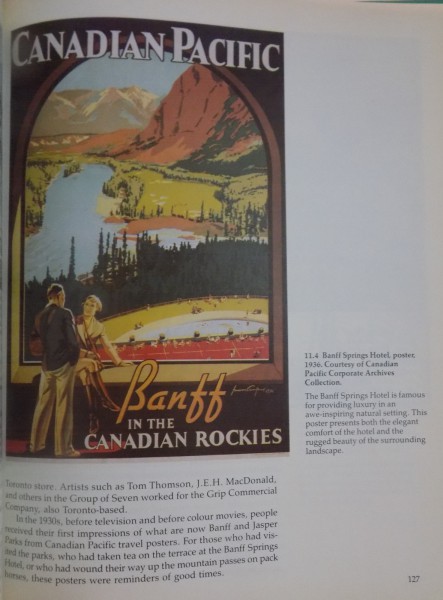 CANADIAN PACIFIC
Banff
IN THE
CANADIAN ROCKIES
11.4 Banff Springs Hotel, poster,
1936. Courtesy of Canadian
Pacific Corporate Archives
Collection.
The Banff Springs Hotel is famous
for providing luxury in an
awe-inspiring natural setting. This
poster presents both the elegant
comfort of the hotel and the
rugged beauty of the surrounding
landscape.
Toronto store. Artists such as Tom Thomson, J.E.H. MacDonald,
and others in the Group of Seven worked for the Grip Commercial
Company, also Toronto-based.
In the 1930s, before television and before colour movies, people
received their first impressions of what are now Banff and Jasper
Parks from Canadian Pacific travel posters. For those who had vis-
ited the parks, who had taken tea on the terrace at the Banff Springs
Hotel, or who had wound their way up the mountain passes on pack
horses, these posters were reminders of good times.
127